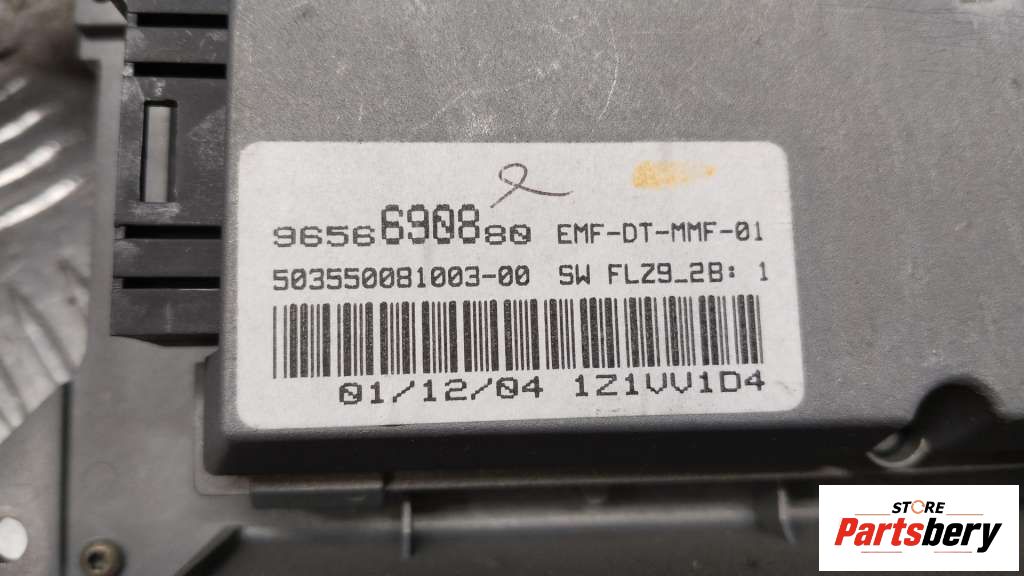 9656690880 EMF-DT-MMF-01
503550081003-00 SW FLZ9_2B: 1
01/12/04 1Z1VV1D4
STORE
Partsbery